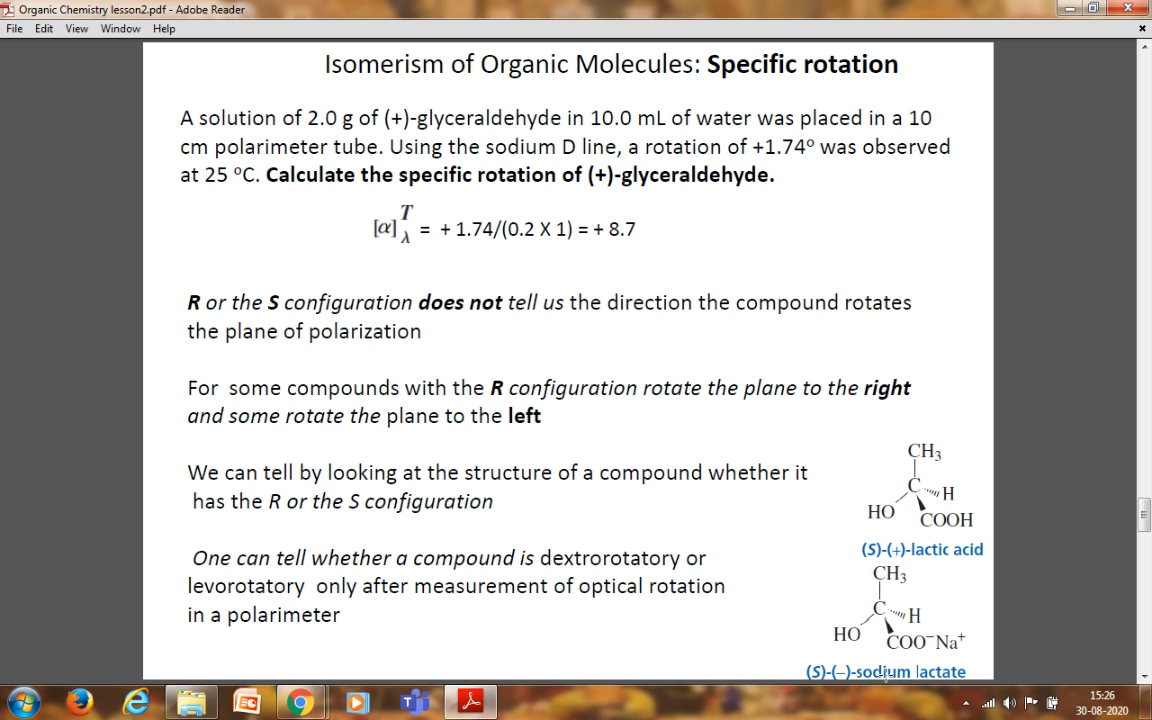 Organic Chemistry lesson2.pdf - Adobe Reader
File Edit View Window Help
Isomerism of Organic Molecules: Specific rotation
A solution of 2.0 g of (+)-glyceraldehyde in 10.0 mL of water was placed in a 10
cm polarimeter tube. Using the sodium D line, a rotation of +1.74º was observed
at 25 ºC. Calculate the specific rotation of (+)-glyceraldehyde.
[α]Tλ = + 1.74/(0.2 X 1) = + 8.7
R or the S configuration does not tell us the direction the compound rotates
the plane of polarization
For some compounds with the R configuration rotate the plane to the right
and some rotate the plane to the left
We can tell by looking at the structure of a compound whether it
has the R or the S configuration
One can tell whether a compound is dextrorotatory or
levorotatory only after measurement of optical rotation
in a polarimeter
CH₃
C H
HO COOH
(S)-(+)-lactic acid
CH₃
C H
HO COO⁻Na⁺
(S)-(−)-sodium lactate
15:26
30-08-2020